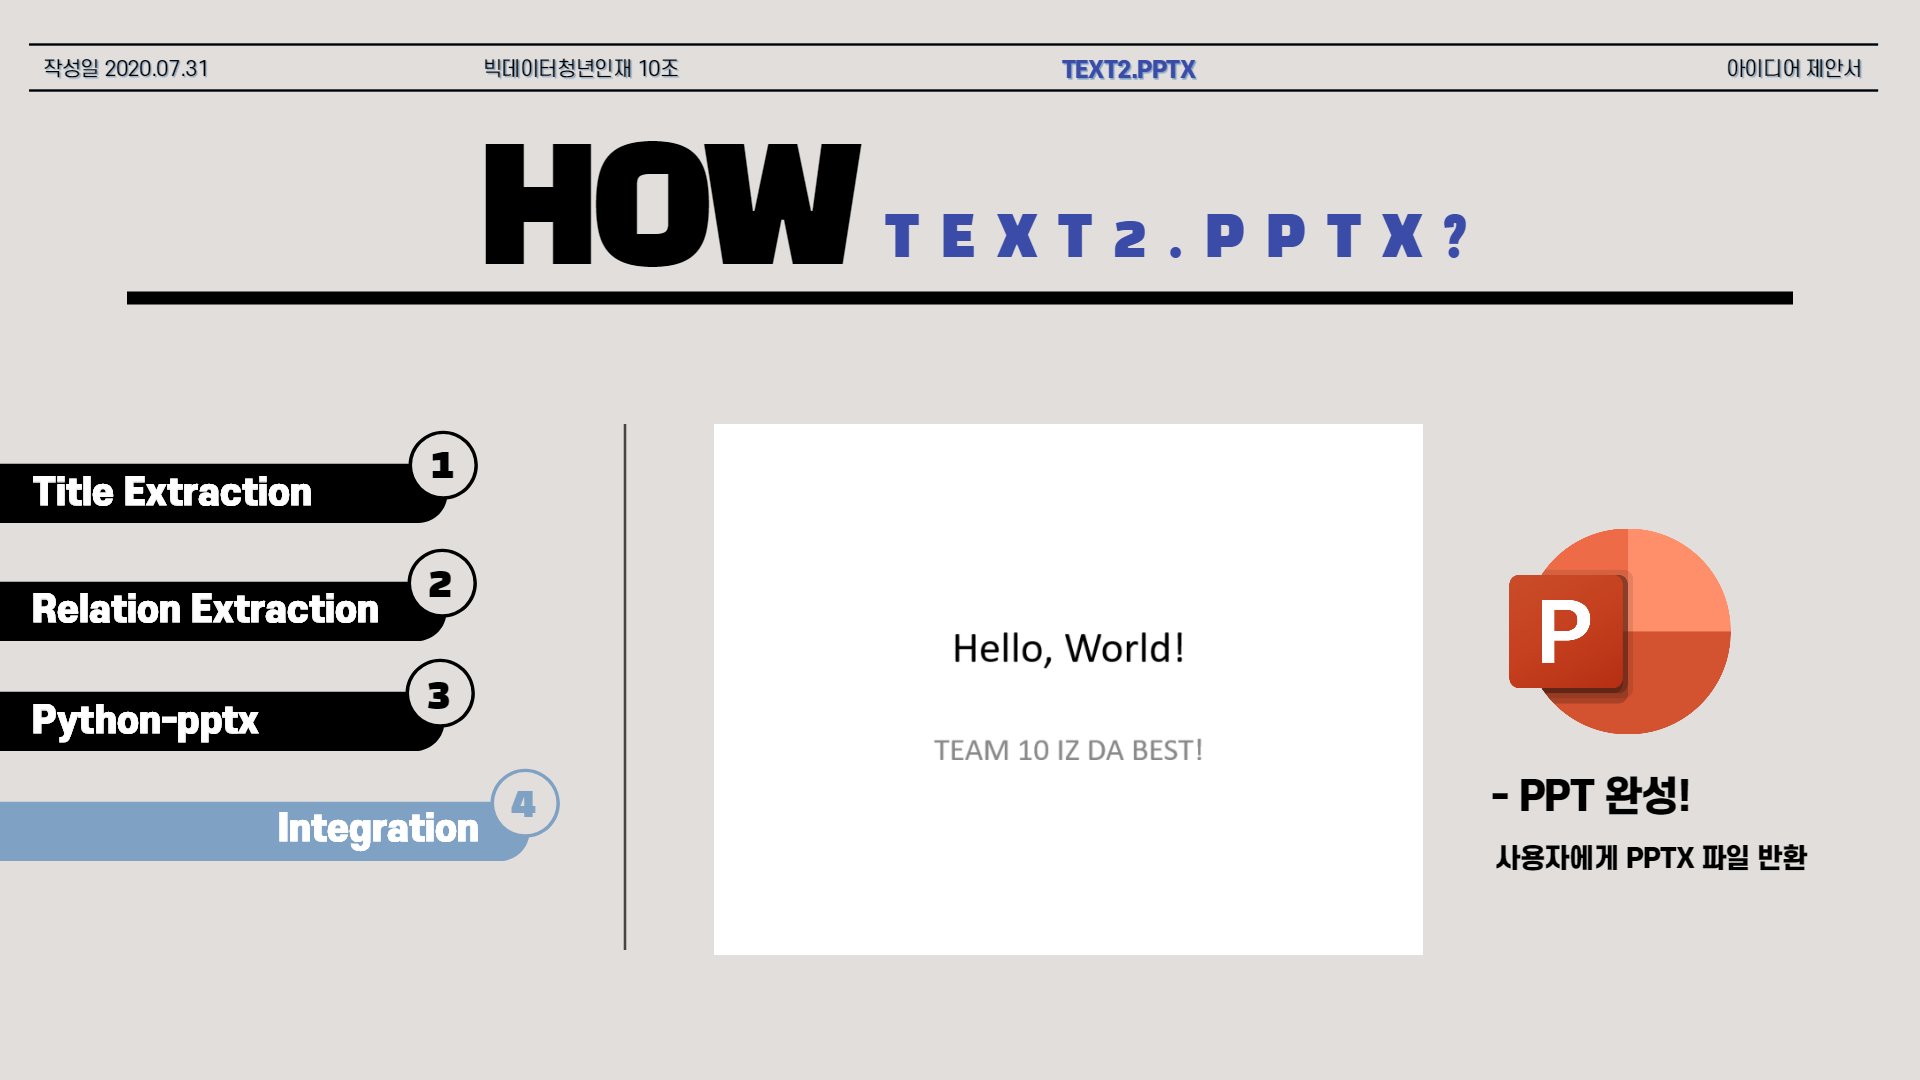 작성일 2020.07.31
빅데이터청년인재 10조
TEXT2.PPTX
아이디어 제안서
HOW TEXT2.PPTX?
1
Title Extraction
2
Relation Extraction
3
Python-pptx
4
Integration
Hello, World!
TEAM 10 IZ DA BEST!
P
- PPT 완성!
사용자에게 PPTX 파일 반환